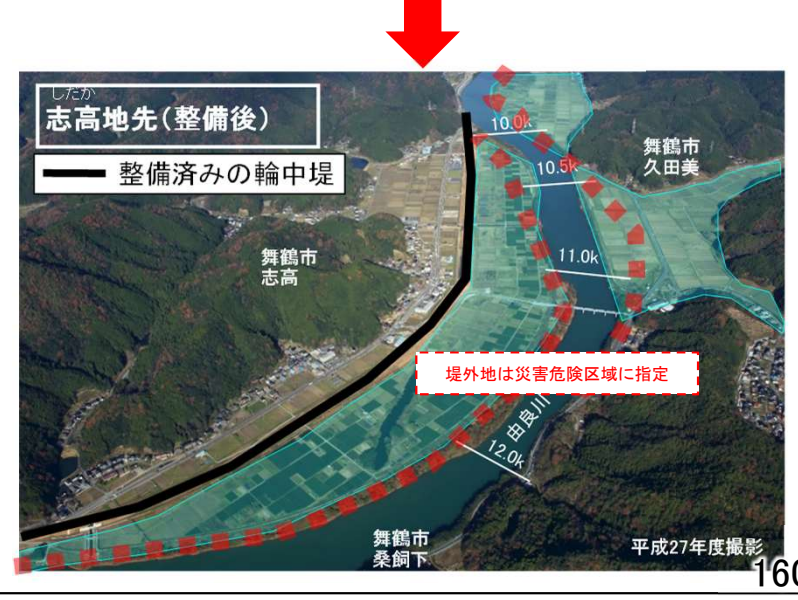 しだか
志高地先(整備後)
整備済みの輪中堤
10.0k
舞鶴市
久田美
10.5k
舞鶴市
志高
11.0k
堤外地は災害危険区域に指定
由良川
12.0k
舞鶴市
桑飼下
平成27年度撮影
160